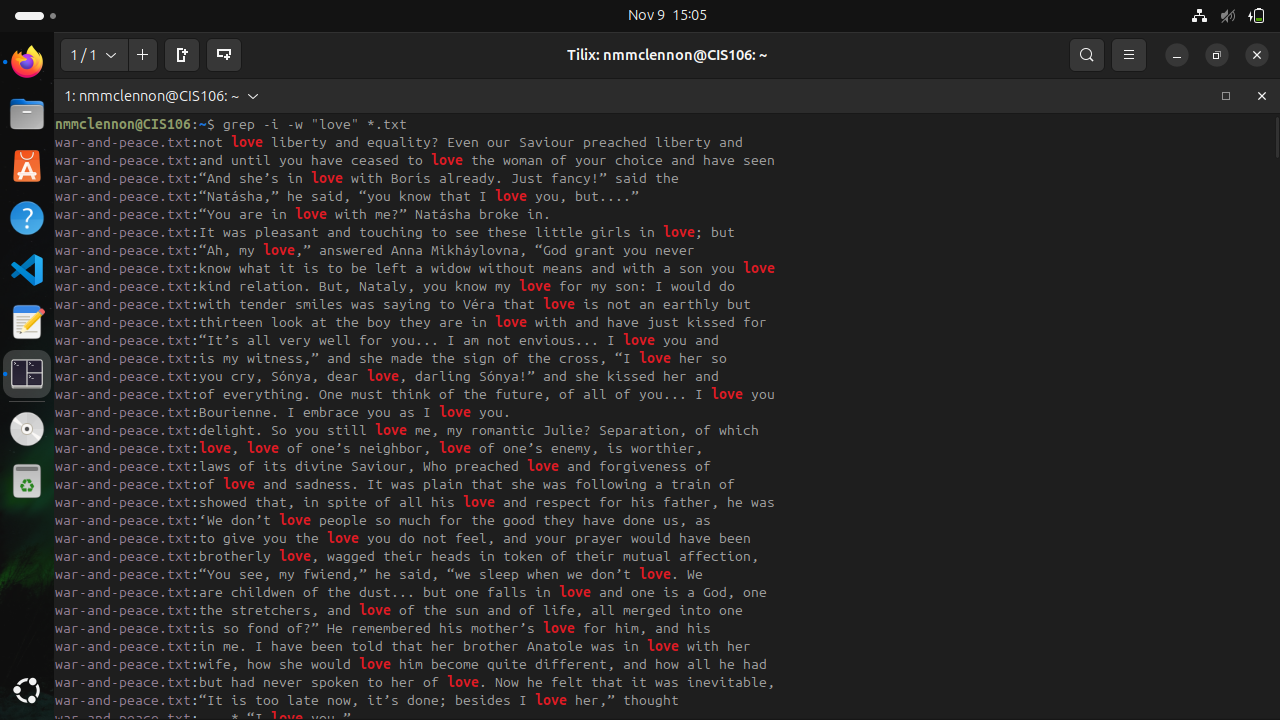 Nov 9 15:05
1 / 1
Tilix: nmmclennon@CIS106: ~
1: nmmclennon@CIS106: ~
nmmclennon@CIS106:~$ grep -i -w "love" *.txt
war-and-peace.txt:not love liberty and equality? Even our Saviour preached liberty and
war-and-peace.txt:and until you have ceased to love the woman of your choice and have seen
war-and-peace.txt:“And she’s in love with Boris already. Just fancy!” said the
war-and-peace.txt:“Natásha,” he said, “you know that I love you, but....”
war-and-peace.txt:“You are in love with me?” Natásha broke in.
war-and-peace.txt:It was pleasant and touching to see these little girls in love; but
war-and-peace.txt:“Ah, my love,” answered Anna Mikháylovna, “God grant you never
war-and-peace.txt:know what it is to be left a widow without means and with a son you love
war-and-peace.txt:kind relation. But, Nataly, you know my love for my son: I would do
war-and-peace.txt:with tender smiles was saying to Véra that love is not an earthly but
war-and-peace.txt:thirteen look at the boy they are in love with and have just kissed for
war-and-peace.txt:“It’s all very well for you... I am not envious... I love you and
war-and-peace.txt:is my witness,” and she made the sign of the cross, “I love her so
war-and-peace.txt:you cry, Sónya, dear love, darling Sónya!” and she kissed her and
war-and-peace.txt:of everything. One must think of the future, of all of you... I love you
war-and-peace.txt:Bourienne. I embrace you as I love you.
war-and-peace.txt:delight. So you still love me, my romantic Julie? Separation, of which
war-and-peace.txt:love, love of one’s neighbor, love of one’s enemy, is worthier,
war-and-peace.txt:laws of its divine Saviour, Who preached love and forgiveness of
war-and-peace.txt:of love and sadness. It was plain that she was following a train of
war-and-peace.txt:showed that, in spite of all his love and respect for his father, he was
war-and-peace.txt:‘We don’t love people so much for the good they have done us, as
war-and-peace.txt:to give you the love you do not feel, and your prayer would have been
war-and-peace.txt:brotherly love, wagged their heads in token of their mutual affection,
war-and-peace.txt:“You see, my fwiend,” he said, “we sleep when we don’t love. We
war-and-peace.txt:are childwen of the dust... but one falls in love and one is a God, one
war-and-peace.txt:the stretchers, and love of the sun and of life, all merged into one
war-and-peace.txt:is so fond of?” He remembered his mother’s love for him, and his
war-and-peace.txt:in me. I have been told that her brother Anatole was in love with her
war-and-peace.txt:wife, how she would love him become quite different, and how all he had
war-and-peace.txt:but had never spoken to her of love. Now he felt that it was inevitable,
war-and-peace.txt:“It is too late now, it’s done; besides I love her,” thought
war-and-peace.txt:    * “I love you.”